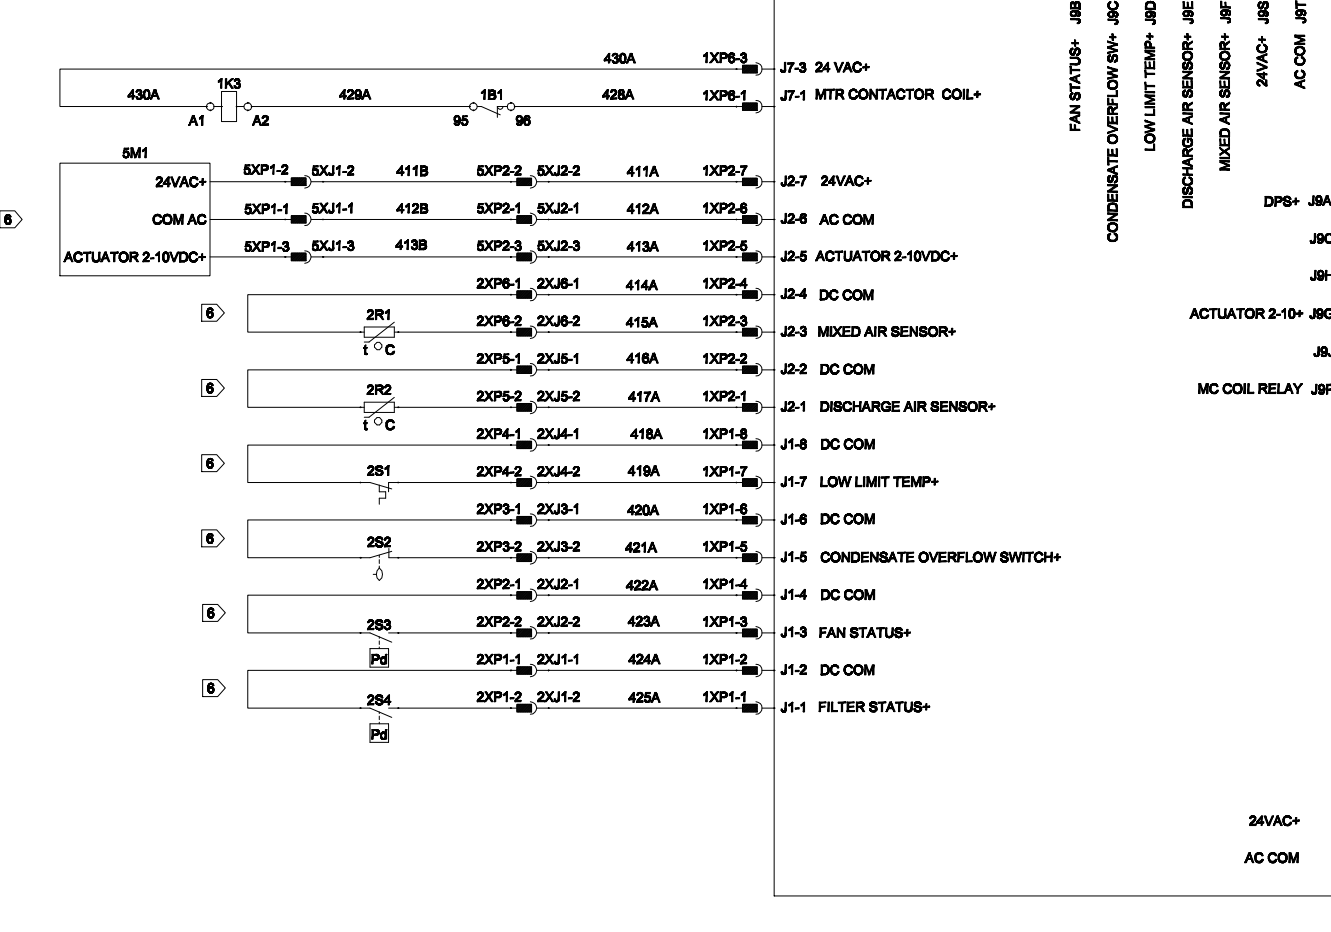 430A 1XP6-3 J7-3 24 VAC+
1K3
430A 429A 1B1 428A 1XP6-1 J7-1 MTR CONTACTOR COIL+
A1 A2 95 96
5M1
24VAC+ 5XP1-2 5XJ1-2 411B 5XP2-2 5XJ2-2 411A 1XP2-7 J2-7 24VAC+
6 COM AC 5XP1-1 5XJ1-1 412B 5XP2-1 5XJ2-1 412A 1XP2-6 J2-6 AC COM
ACTUATOR 2-10VDC+ 5XP1-3 5XJ1-3 413B 5XP2-3 5XJ2-3 413A 1XP2-5 J2-5 ACTUATOR 2-10VDC+
2XP6-1 2XJ6-1 414A 1XP2-4 J2-4 DC COM
6 2R1 2XP6-2 2XJ6-2 415A 1XP2-3 J2-3 MIXED AIR SENSOR+
t °C
2XP5-1 2XJ5-1 416A 1XP2-2 J2-2 DC COM
6 2R2 2XP5-2 2XJ5-2 417A 1XP2-1 J2-1 DISCHARGE AIR SENSOR+
t °C
2XP4-1 2XJ4-1 418A 1XP1-8 J1-8 DC COM
6 2S1 2XP4-2 2XJ4-2 419A 1XP1-7 J1-7 LOW LIMIT TEMP+
2XP3-1 2XJ3-1 420A 1XP1-6 J1-6 DC COM
6 2S2 2XP3-2 2XJ3-2 421A 1XP1-5 J1-5 CONDENSATE OVERFLOW SWITCH+
2XP2-1 2XJ2-1 422A 1XP1-4 J1-4 DC COM
6 2S3 2XP2-2 2XJ2-2 423A 1XP1-3 J1-3 FAN STATUS+
Pd
2XP1-1 2XJ1-1 424A 1XP1-2 J1-2 DC COM
6 2S4 2XP1-2 2XJ1-2 425A 1XP1-1 J1-1 FILTER STATUS+
Pd
FAN STATUS+ J9B
CONDENSATE OVERFLOW SW+ J9C
LOW LIMIT TEMP+ J9D
DISCHARGE AIR SENSOR+ J9E
MIXED AIR SENSOR+ J9F
24VAC+ J9S
AC COM J9T
DPS+ J9A
J9H
ACTUATOR 2-10+ J9G
J9J
MC COIL RELAY
24VAC+
AC COM